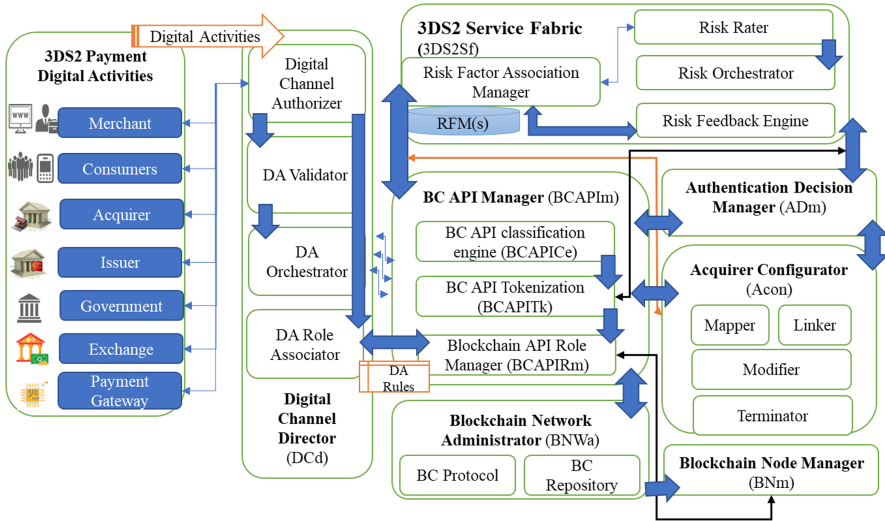 3DS2 Payment
Digital Activities
WWW
Merchant
Consumers
Acquirer
Issuer
Government
Exchange
Payment
Gateway
Digital Activities
Digital
Channel
Authorizer
DA Validator
DA
Orchestrator
DA Role
Associator
DA
Rules
Digital
Channel
Director
(DCd)
3DS2 Service Fabric
(3DS2Sf)
Risk Factor Association
Manager
RFM(s)
Risk Rater
Risk Orchestrator
Risk Feedback Engine
BC API Manager (BCAPIm)
BC API classification
engine (BCAPICe)
BC API Tokenization
(BCAPITk)
Blockchain API Role
Manager (BCAPIRm)
Authentication Decision
Manager (ADm)
Acquirer Configurator
(Acon)
Mapper
Linker
Modifier
Terminator
Blockchain Network
Administrator (BNWa)
BC Protocol
BC
Repository
Blockchain Node Manager
(BNm)